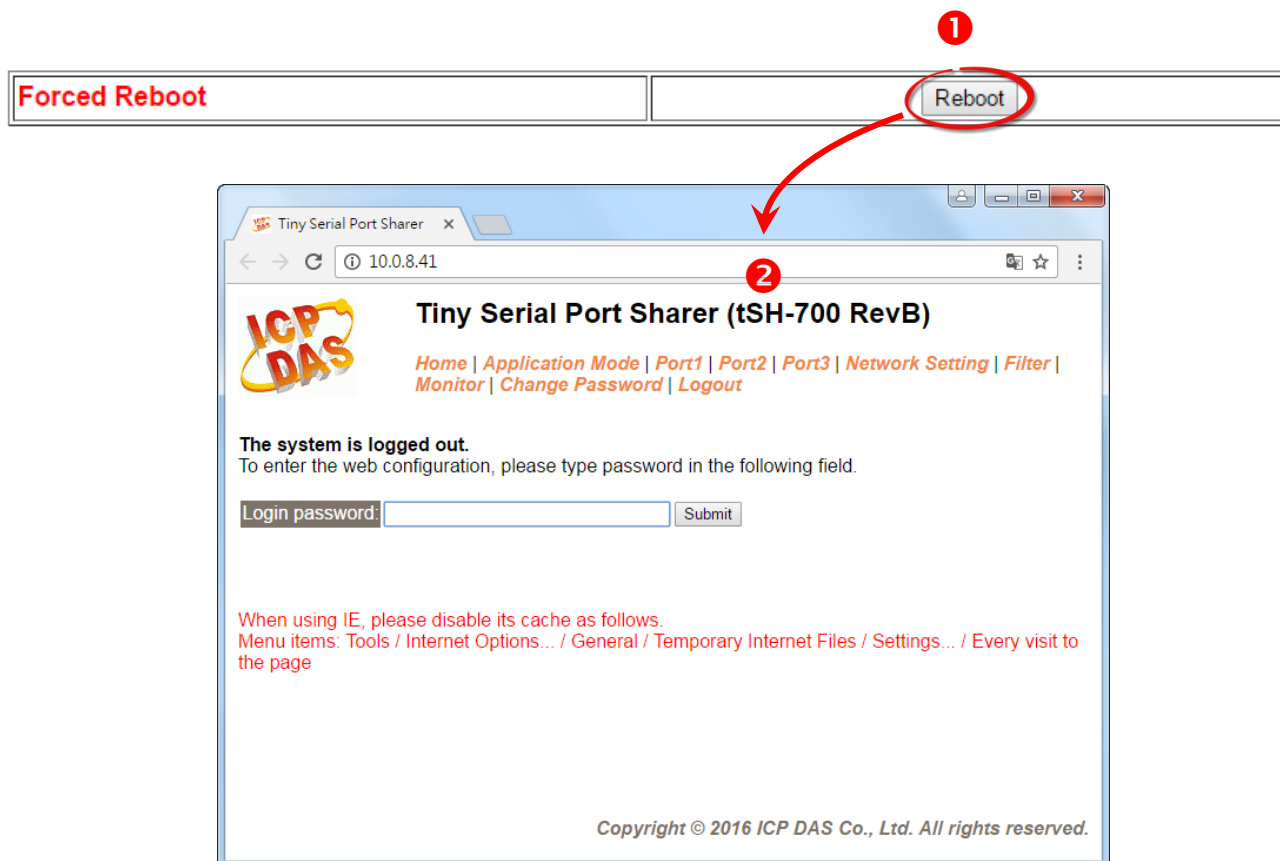 1
Forced Reboot Reboot
Tiny Serial Port Sharer
10.0.8.41
2
ICP DAS
Tiny Serial Port Sharer (tSH-700 RevB)
Home | Application Mode | Port1 | Port2 | Port3 | Network Setting | Filter |
Monitor | Change Password | Logout
The system is logged out.
To enter the web configuration, please type password in the following field.
Login password: Submit
When using IE, please disable its cache as follows.
Menu items: Tools / Internet Options... / General / Temporary Internet Files / Settings... / Every visit to
the page
Copyright © 2016 ICP DAS Co., Ltd. All rights reserved.